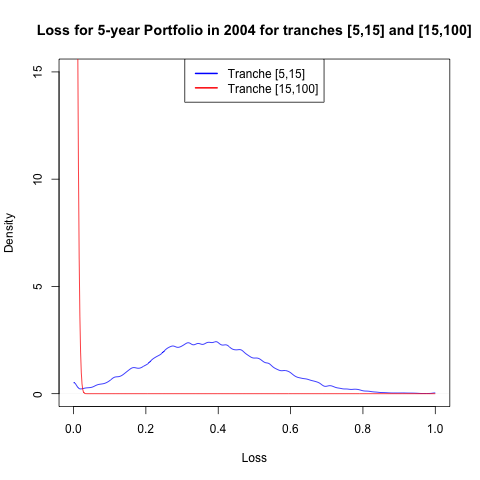 Loss for 5-year Portfolio in 2004 for tranches [5,15] and [15,100]
Tranche [5,15]
Tranche [15,100]
15
10
5
0
Density
0.0 0.2 0.4 0.6 0.8 1.0
Loss